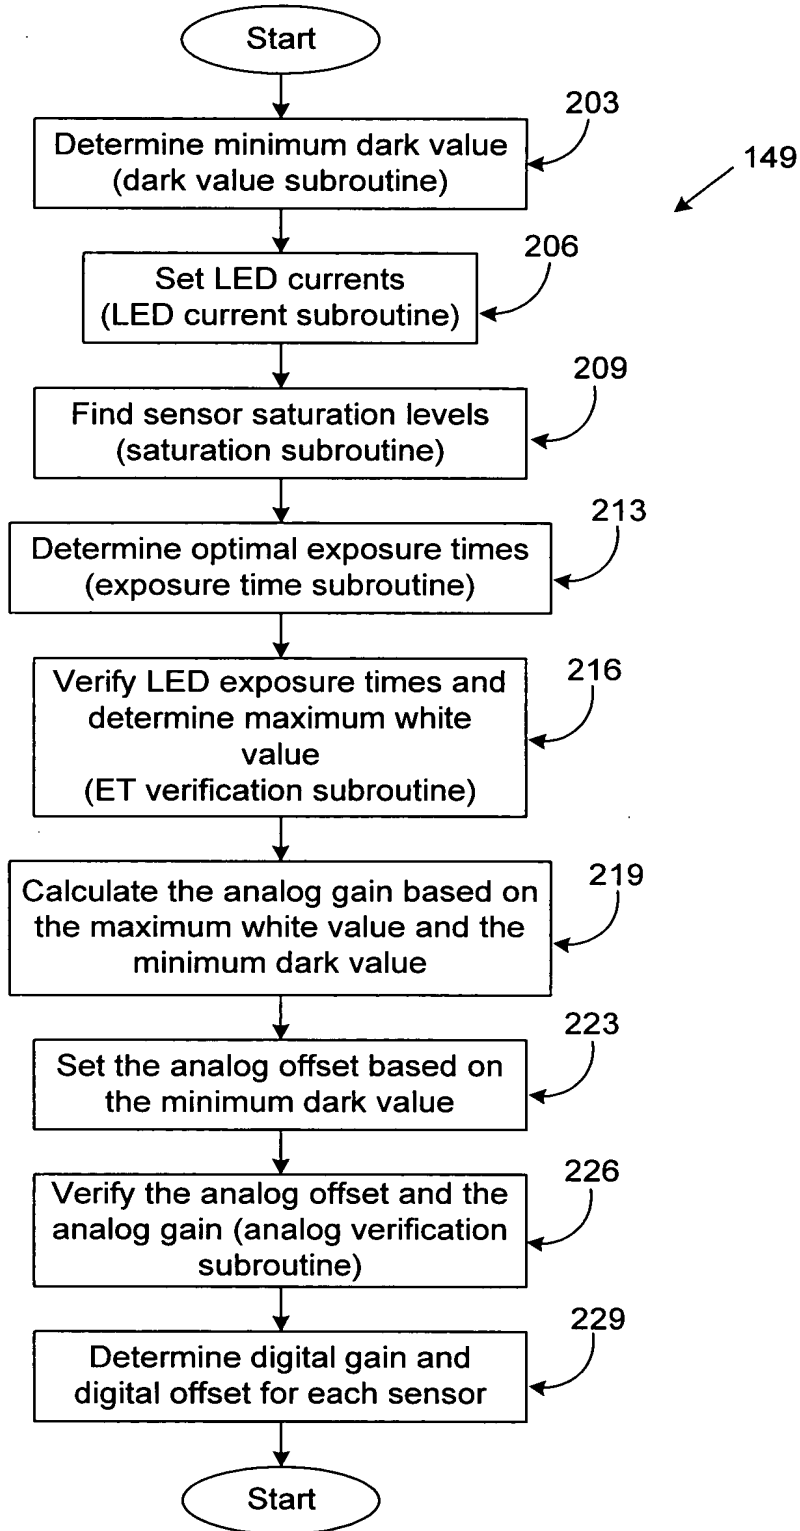 Start
203
Determine minimum dark value
(dark value subroutine)
149
206
Set LED currents
(LED current subroutine)
209
Find sensor saturation levels
(saturation subroutine)
213
Determine optimal exposure times
(exposure time subroutine)
216
Verify LED exposure times and
determine maximum white
value
(ET verification subroutine)
219
Calculate the analog gain based on
the maximum white value and the
minimum dark value
223
Set the analog offset based on
the minimum dark value
226
Verify the analog offset and the
analog gain (analog verification
subroutine)
229
Determine digital gain and
digital offset for each sensor
Start